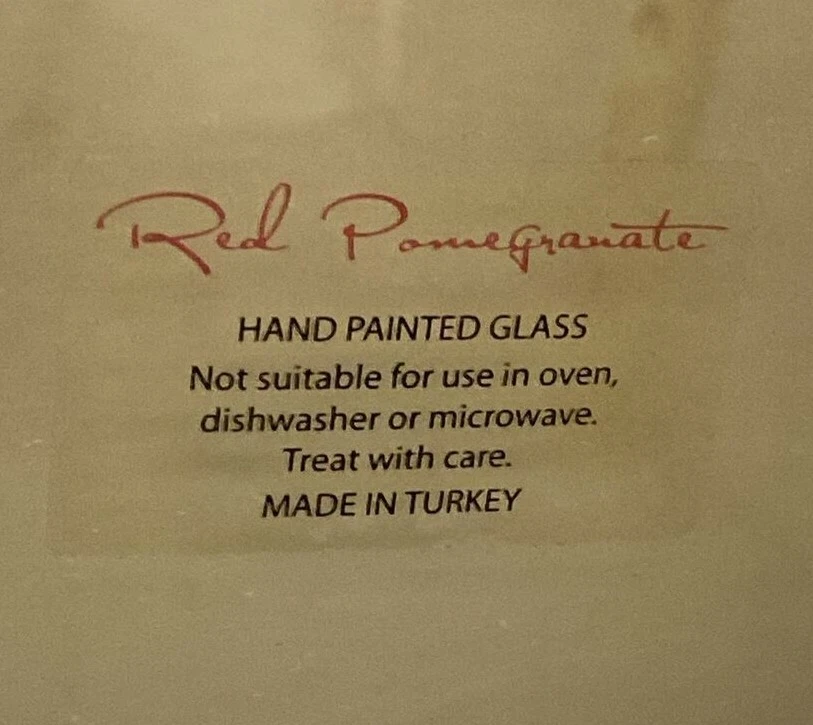 Red Pomegranate
HAND PAINTED GLASS
Not suitable for use in oven,
dishwasher or microwave.
Treat with care.
MADE IN TURKEY